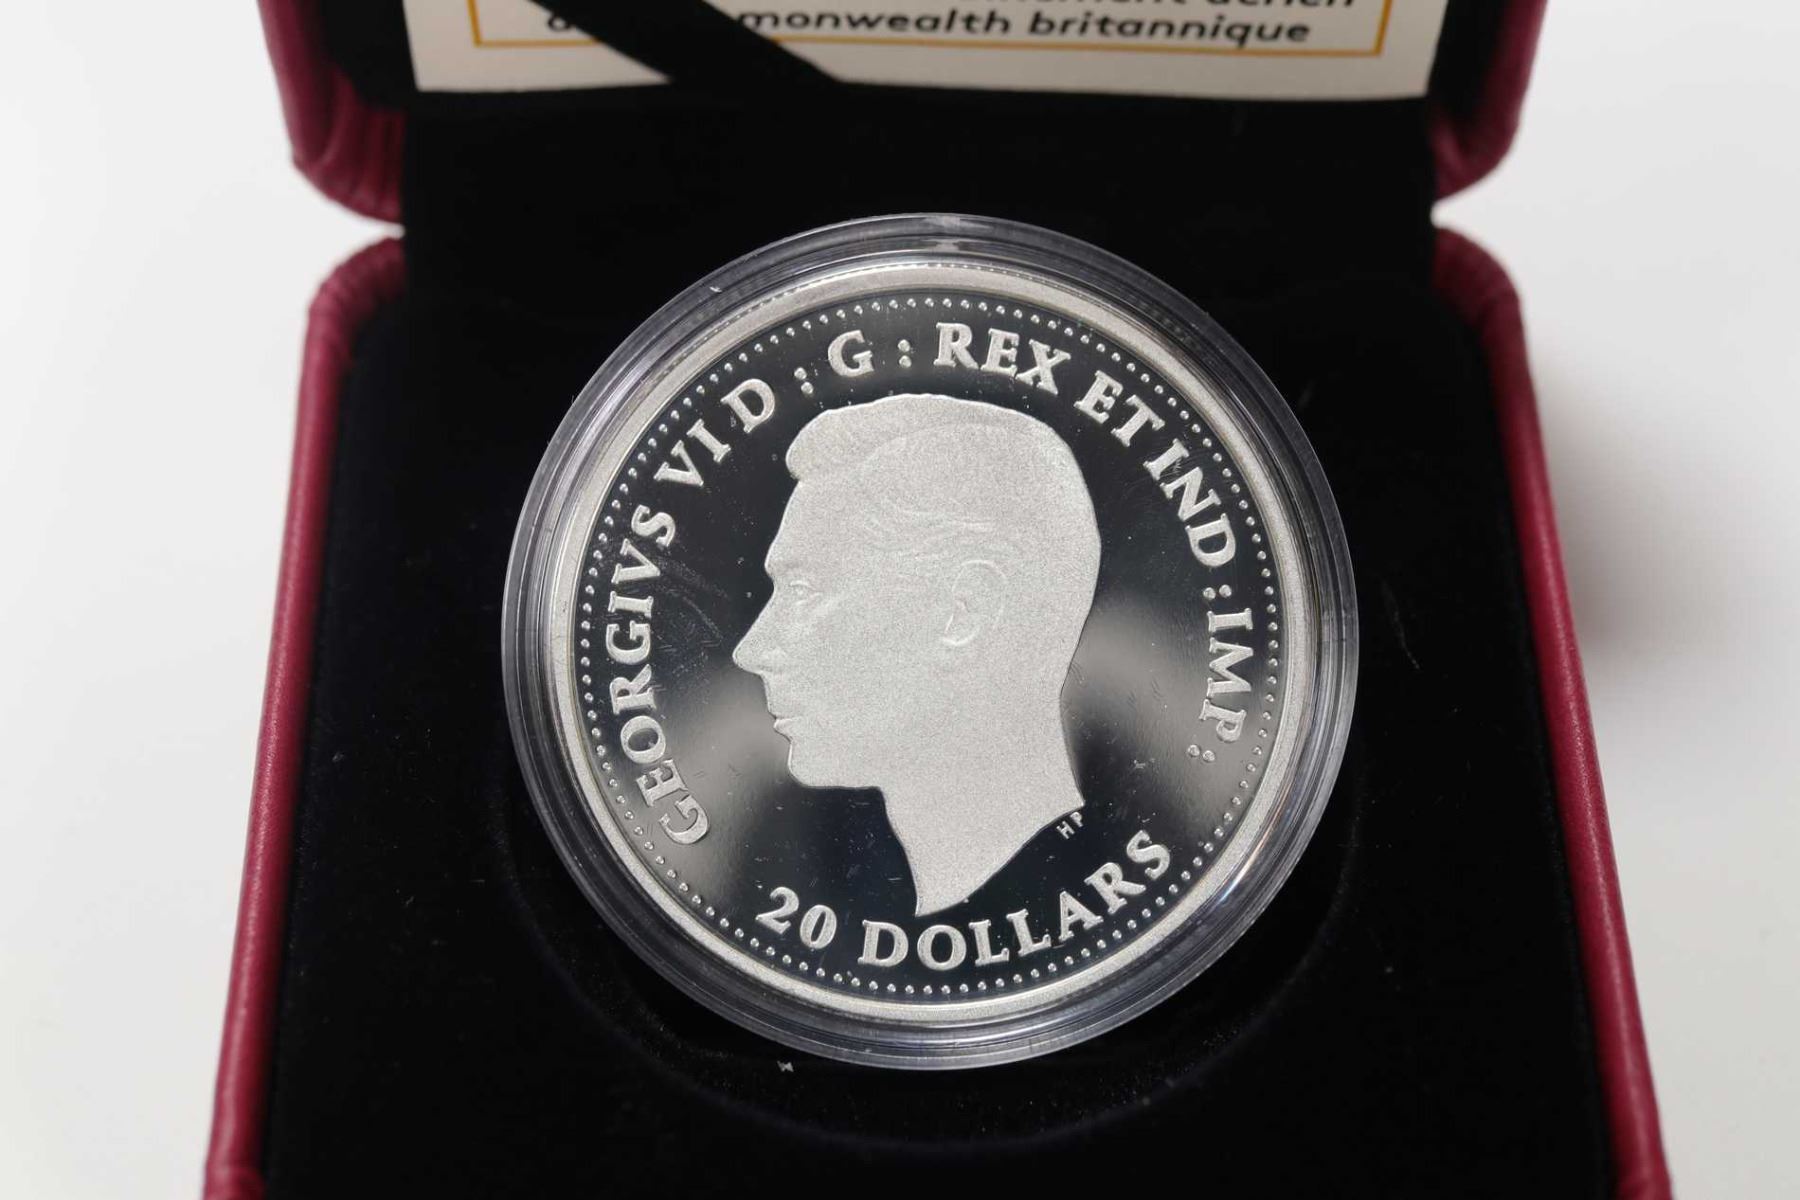 monwealth britannique
GEORGIVS VI D : G : REX ET IND : IMP :
HP
20 DOLLARS